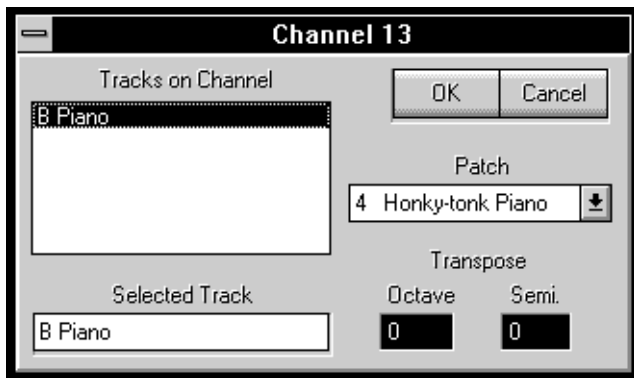 Channel 13
Tracks on Channel
B Piano
OK
Cancel
Patch
4 Honky-tonk Piano
Transpose
Selected Track
Octave
Semi.
B Piano
0
0